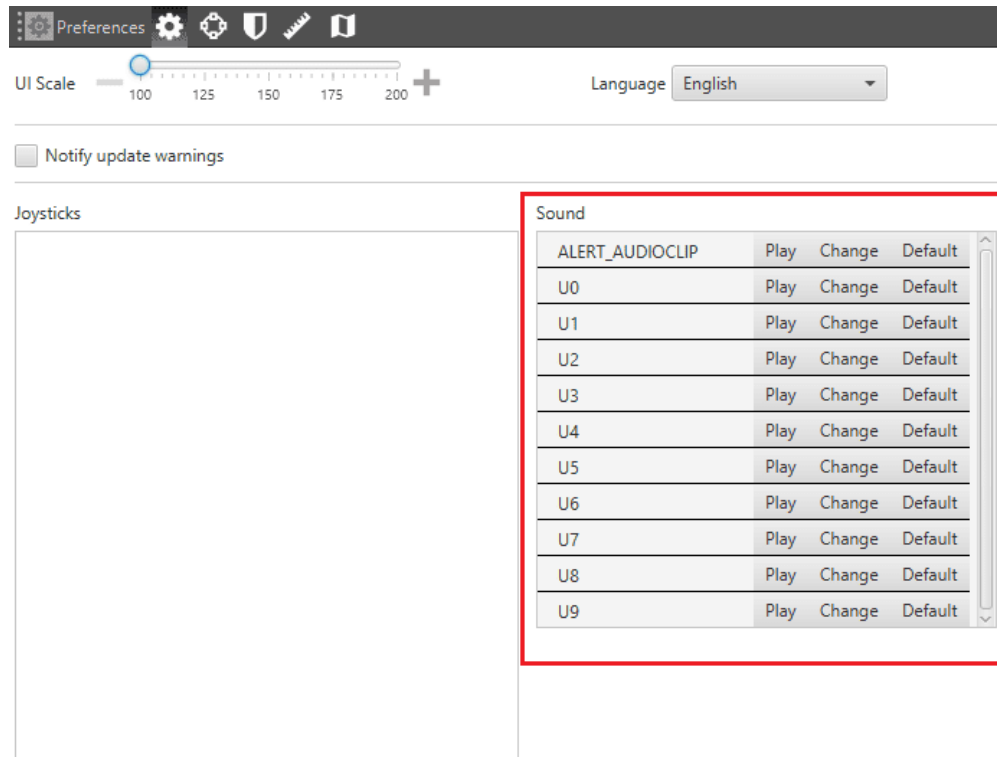 Preferences
UI Scale
100 125 150 175 200
Language English
Notify update warnings
Joysticks
Sound
ALERT_AUDIOCLIP Play Change Default
U0 Play Change Default
U1 Play Change Default
U2 Play Change Default
U3 Play Change Default
U4 Play Change Default
U5 Play Change Default
U6 Play Change Default
U7 Play Change Default
U8 Play Change Default
U9 Play Change Default